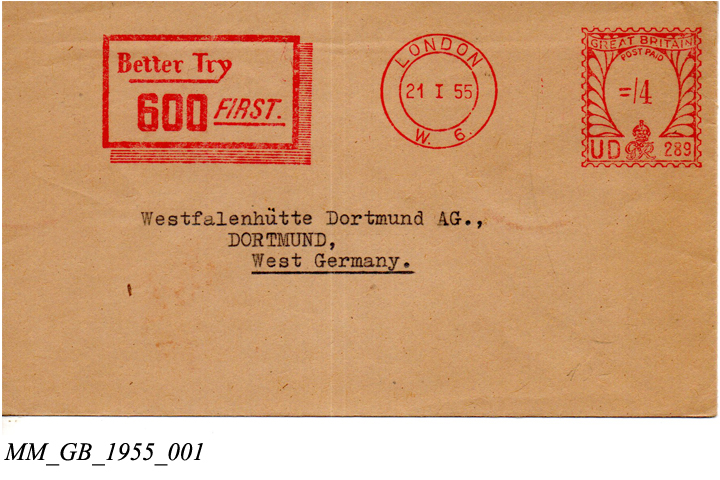 Better Try
600 FIRST.
LONDON
21 I 55
W. 6.
GREAT BRITAIN
POST PAID
=/4
UD GR 289
Westfalenhütte Dortmund AG.,
DORTMUND,
West Germany.
MM_GB_1955_001